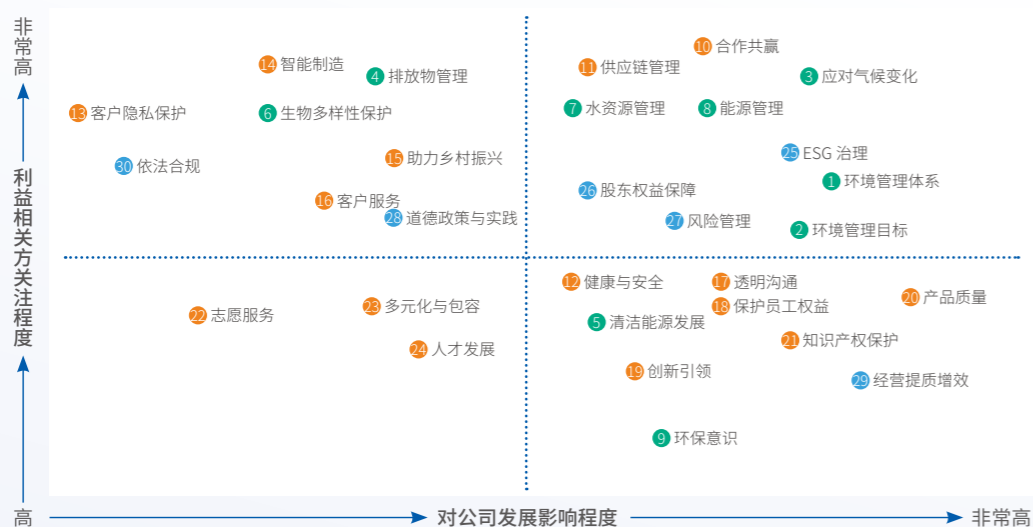 非常高
利益相关方关注程度
高
10 合作共赢
14 智能制造
11 供应链管理
4 排放物管理
3 应对气候变化
13 客户隐私保护
6 生物多样性保护
7 水资源管理
8 能源管理
30 依法合规
15 助力乡村振兴
25 ESG 治理
1 环境管理体系
16 客户服务
26 股东权益保障
28 道德政策与实践
27 风险管理
2 环境管理目标
12 健康与安全
17 透明沟通
20 产品质量
22 志愿服务
23 多元化与包容
18 保护员工权益
5 清洁能源发展
21 知识产权保护
24 人才发展
19 创新引领
29 经营提质增效
9 环保意识
对公司发展影响程度
非常高